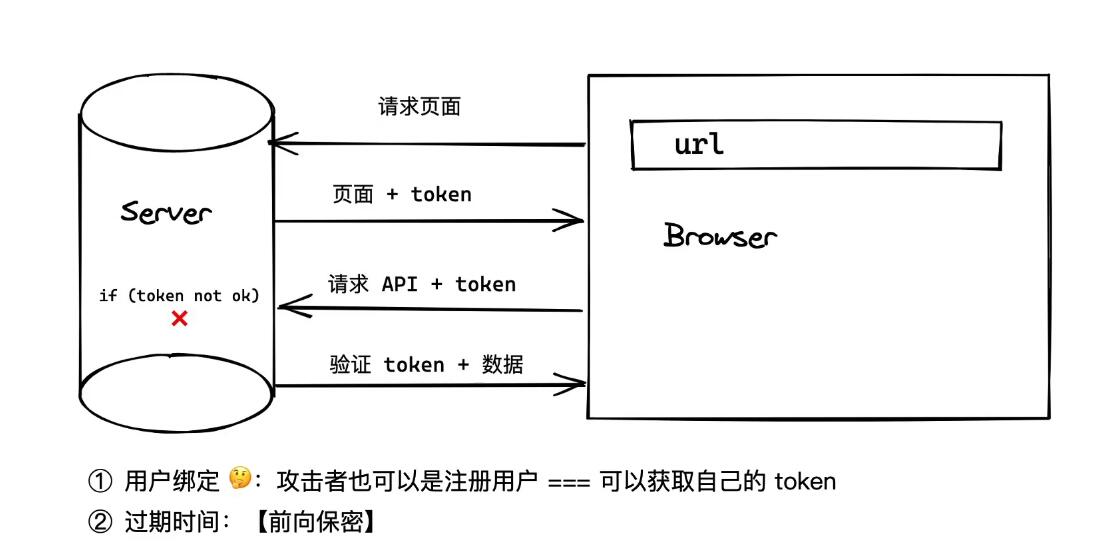 请求页面
url
页面 + token
Server
Browser
请求 API + token
if (token not ok)
验证 token + 数据
① 用户绑定 🤔：攻击者也可以是注册用户 === 可以获取自己的 token
② 过期时间：【前向保密】